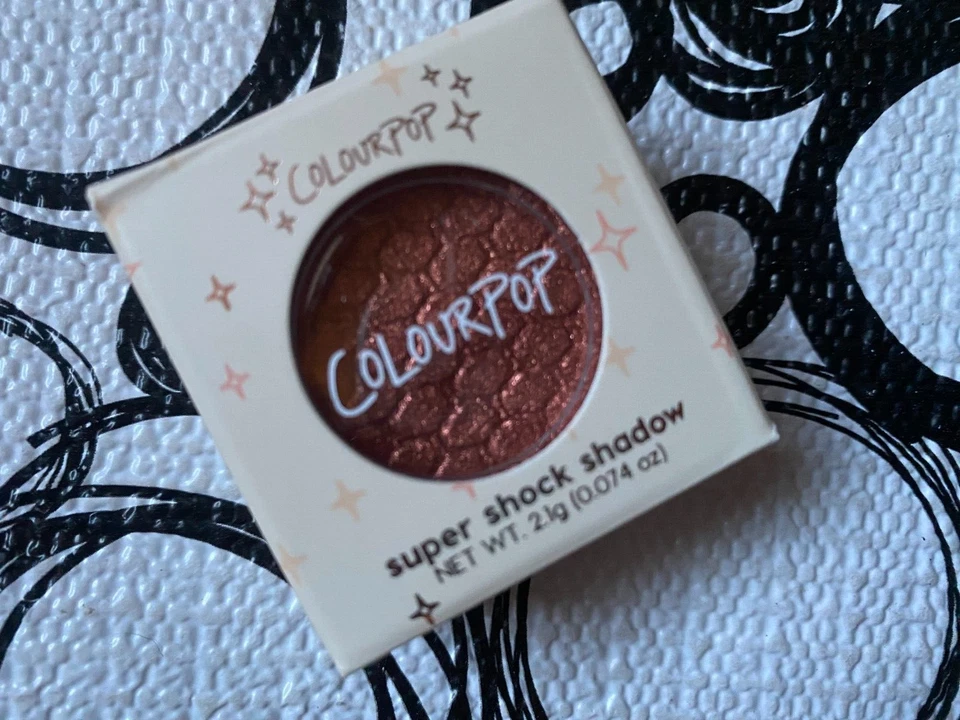 COLOURPOP
COLOURPOP
super shock shadow
NET WT. 2.1g (0.074 oz)